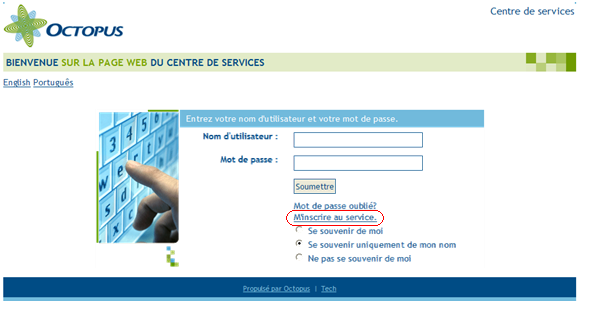 OCTOPUS
Centre de services
BIENVENUE SUR LA PAGE WEB DU CENTRE DE SERVICES
English Português
Entrez votre nom d'utilisateur et votre mot de passe.
Nom d'utilisateur :
Mot de passe :
Soumettre
Mot de passe oublié?
M'inscrire au service.
Se souvenir de moi
Se souvenir uniquement de mon nom
Ne pas se souvenir de moi
Propulsé par Octopus | Tech